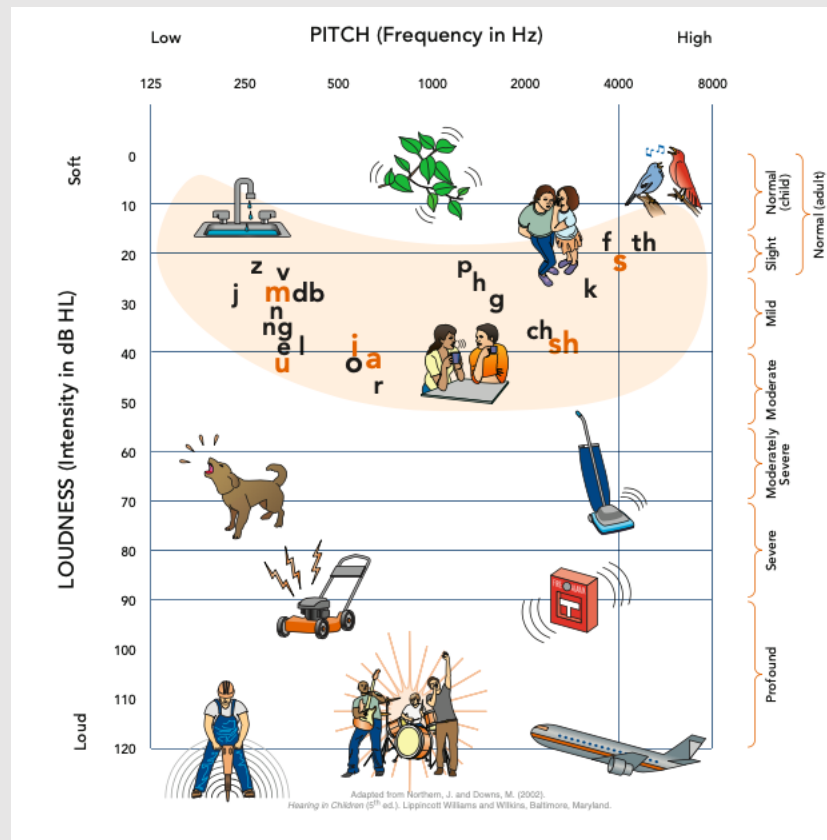 PITCH (Frequency in Hz)
Low
High
125 250 500 1000 2000 4000 8000
LOUDNESS (Intensity in dB HL)
Soft
Loud
0
10
20
30
40
50
60
70
80
90
100
110
120
z v
j m db
n
ng
e l
u
i
o a
r
p
h
g
f th
s
k
ch sh
Normal (child)
Normal (adult)
Slight
Mild
Moderate
Moderately Severe
Severe
Profound
Adapted from Northern, J. and Downs, M. (2002).
Hearing in Children (5th ed.). Lippincott Williams and Wilkins, Baltimore, Maryland.